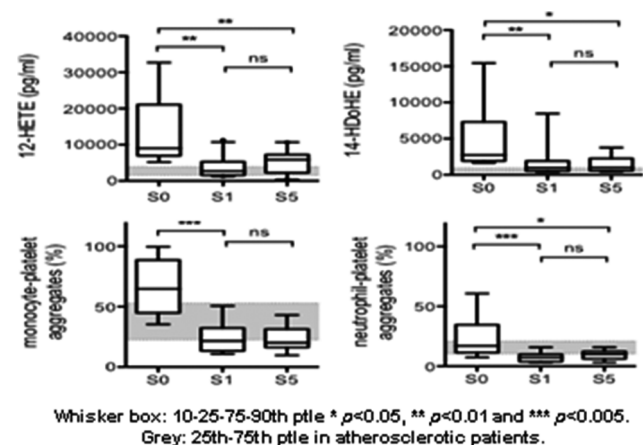 ** **
** ns
40000
30000
20000
10000
0
12-HETE (pg/ml)
S0 S1 S5
*
** ns
20000
15000
10000
5000
0
14-HDoHE (pg/ml)
S0 S1 S5
*** ns
100
50
0
monocyte-platelet
aggregates (%)
S0 S1 S5
*
*** ns
100
50
0
neutrophil-platelet
aggregates (%)
S0 S1 S5
Whisker box: 10-25-75-90th ptle * p<0.05, ** p<0.01 and *** p<0.005.
Grey: 25th-75th ptle in atherosclerotic patients.